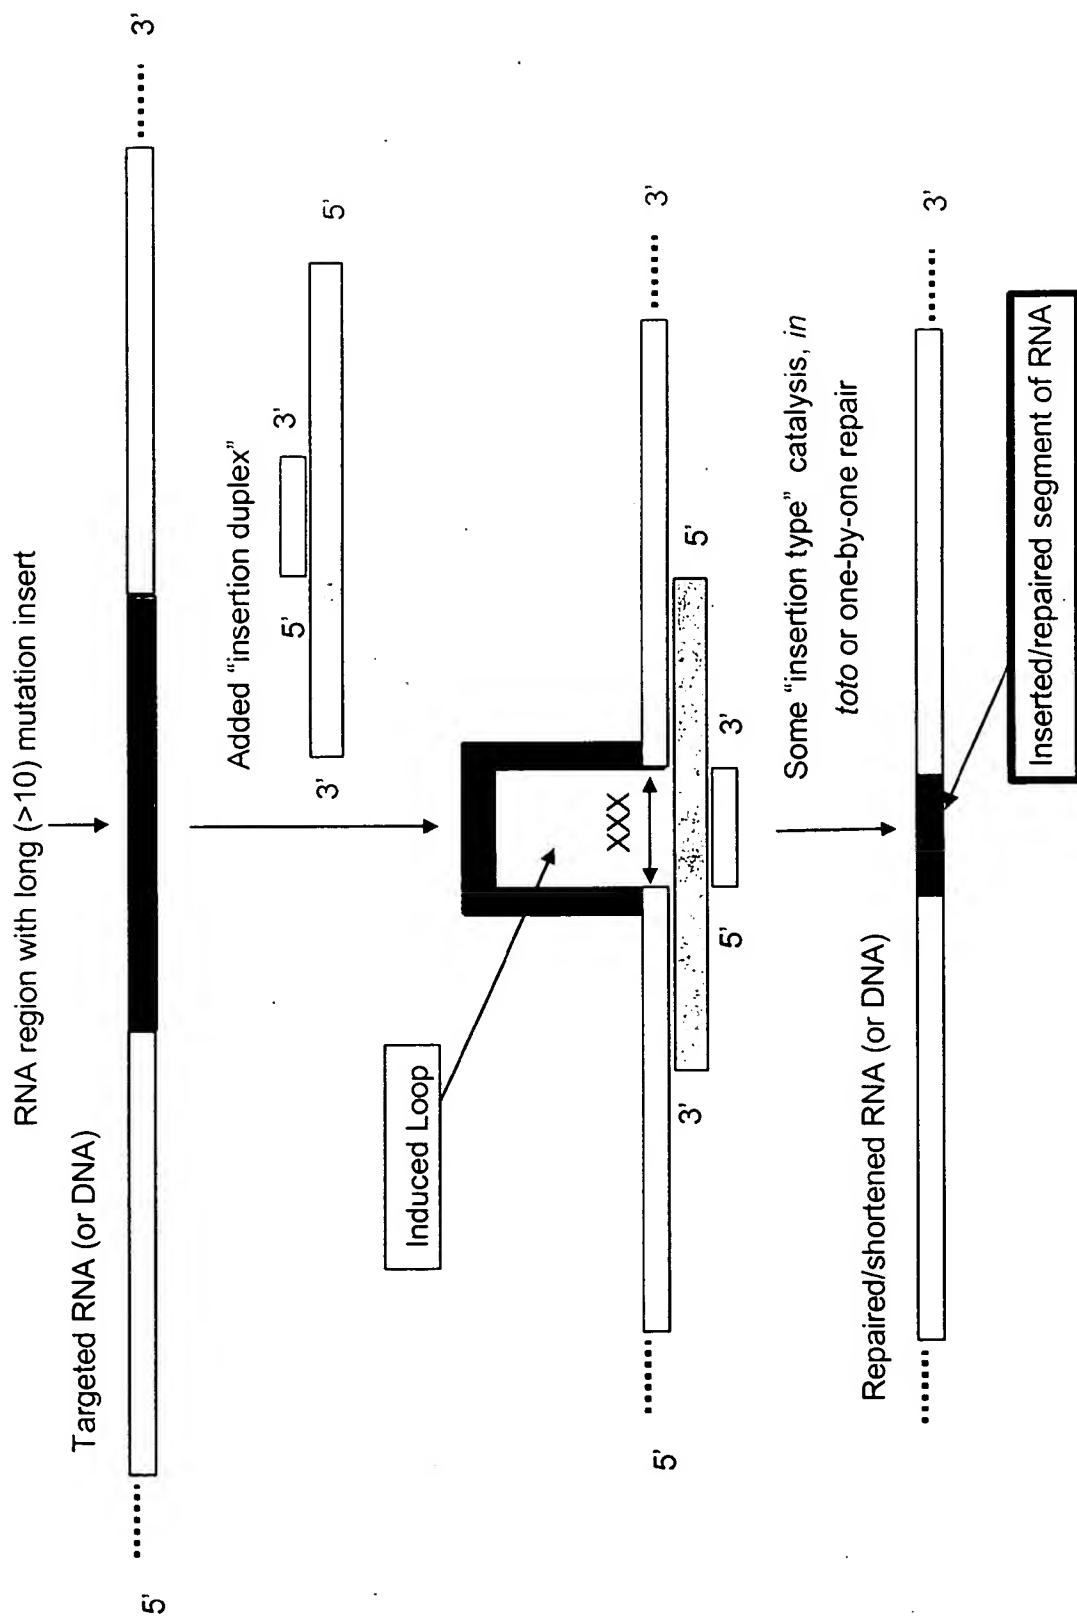 RNA region with long (>10) mutation insert
Targeted RNA (or DNA)
5'
3'
Added “insertion duplex”
5'
3'
3'
5'
Induced Loop
XXX
5'
3'
3'
5'
5'
3'
Some “insertion type” catalysis, in
toto or one-by-one repair
Repaired/shortened RNA (or DNA)
3'
Inserted/repaired segment of RNA